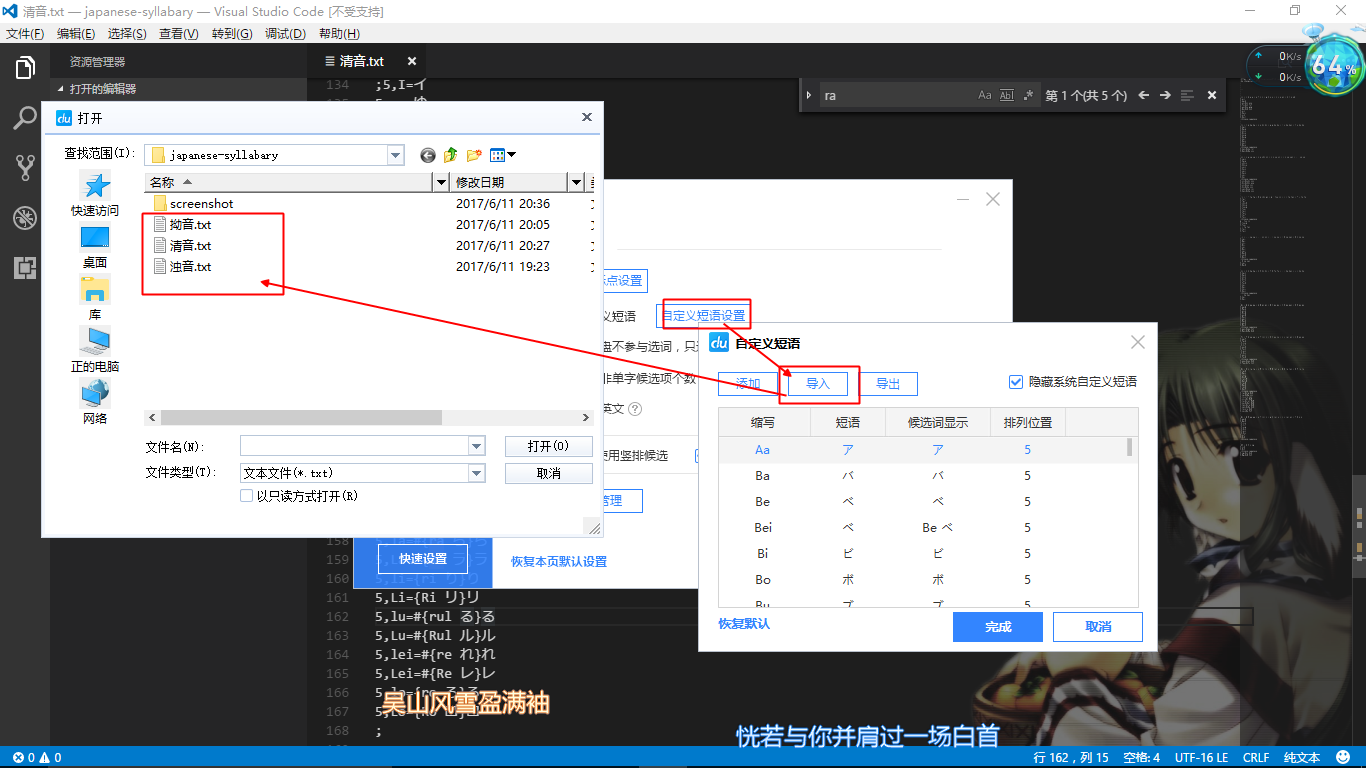 清音.txt — japanese-syllabary — Visual Studio Code [不受支持]
文件(F) 编辑(E) 选择(S) 查看(V) 转到(G) 调试(D) 帮助(H)
资源管理器
打开的编辑器
清音.txt
134 ;5,I=イ
ra
Aa Abl .* 第 1 个(共 5 个)
0K/s
0K/s
64%
du 打开
查找范围(I):
japanese-syllabary
快速访问
桌面
库
正的电脑
网络
名称 修改日期
screenshot 2017/6/11 20:36
拗音.txt 2017/6/11 20:05
清音.txt 2017/6/11 20:27
浊音.txt 2017/6/11 19:23
文件名(N):
打开(O)
文件类型(T):
文本文件(*.txt)
取消
以只读方式打开(R)
点设置
义短语
自定义短语设置
盘不参与选词，只
非单字候选项个数
英文 ?
使用竖排候选
管理
快速设置
恢复本页默认设置
du 自定义短语
添加 导入 导出
隐藏系统自定义短语
缩写 短语 候选词显示 排列位置
Aa ア ア 5
Ba バ バ 5
Be ベ ベ 5
Bei ベ Be ベ 5
Bi ビ ビ 5
Bo ボ ボ 5
Bu ブ ブ 5
恢复默认
完成
取消
158
159
160 5,li={ri り}り
161 5,Li={Ri リ}リ
162 5,lu=#{rul る}る
163 5,Lu=#{Rul ル}ル
164 5,lei=#{re れ}れ
165 5,Lei=#{Re レ}レ
166
167
168 ;
吴山风雪盈满袖
恍若与你并肩过一场白首
0 0
行 162，列 15 空格: 4 UTF-16 LE CRLF 纯文本